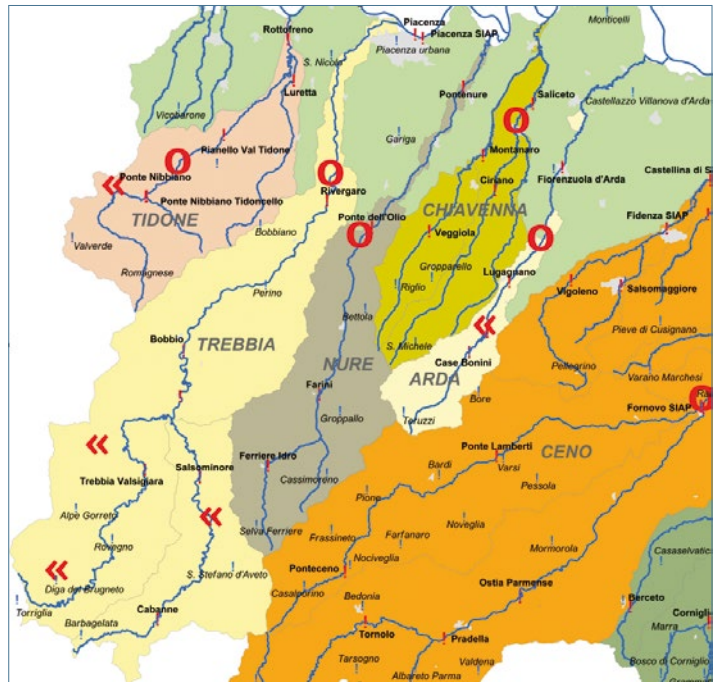 Rottofreno
Piacenza
Piacenza SIAP
Monticelli
S. Nicolò
Piacenza urbana
Luretta
Pontenure
Saliceto
Castellazzo Villanova d'Arda
Vicobarone
O
Gariga
Pianello Val Tidone
O
Montanaro
«
Ponte Nibbiano
O
Ciriano
Fiorenzuola d'Arda
Castellina di S
Rivergaro
Ponte Nibbiano Tidoncello
TIDONE
CHIAVENNA
Ponte dell'Olio
Fidenza SIAP
Bobbiano
O
Veggiola
O
Valverde
Gropparello
Romagnese
Perino
Riglio
Lugagnano
Vigoleno
Salsomaggiore
Bettola
«
Pieve di Cusignano
Bobbio
TREBBIA
S. Michele
Case Bonini
NURE
ARDA
Pellegrino
Varano Marchesi
Farini
Bore
O
Fornovo SIAP
Groppallo
Teruzzi
CENO
«
Ferriere Idro
Ponte Lamberti
Trebbia Valsigiara
Salsominore
Bardi
Varsi
Cassimoreno
Pessola
«
Pione
Alpe Gorreto
Noveglia
Selva Ferriere
Frassineto
Farfanaro
Rovegno
Mormorola
«
Nociveglia
Casaselvatica
Diga del Brugneto
S. Stefano d'Aveto
Ponteceno
Ostia Parmense
Torriglia
Cabanne
Casalporino
Bedonia
Berceto
Cornigli
Barbagelata
Marra
Tornolo
Pradella
Tarsogno
Valdena
Bosco di Corniglio
Albareto Parma